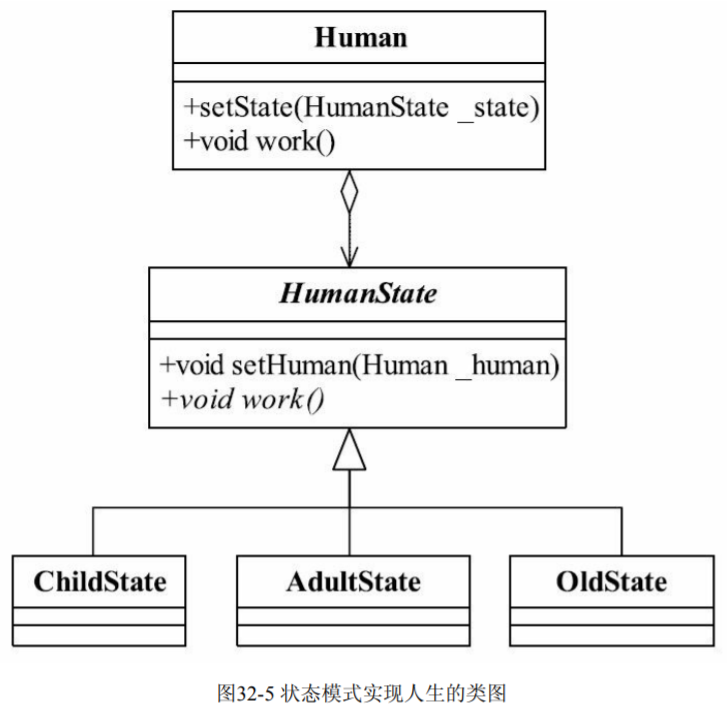 Human
+setState(HumanState _state)
+void work()
HumanState
+void setHuman(Human _human)
+void work()
ChildState
AdultState
OldState
图32-5 状态模式实现人生的类图